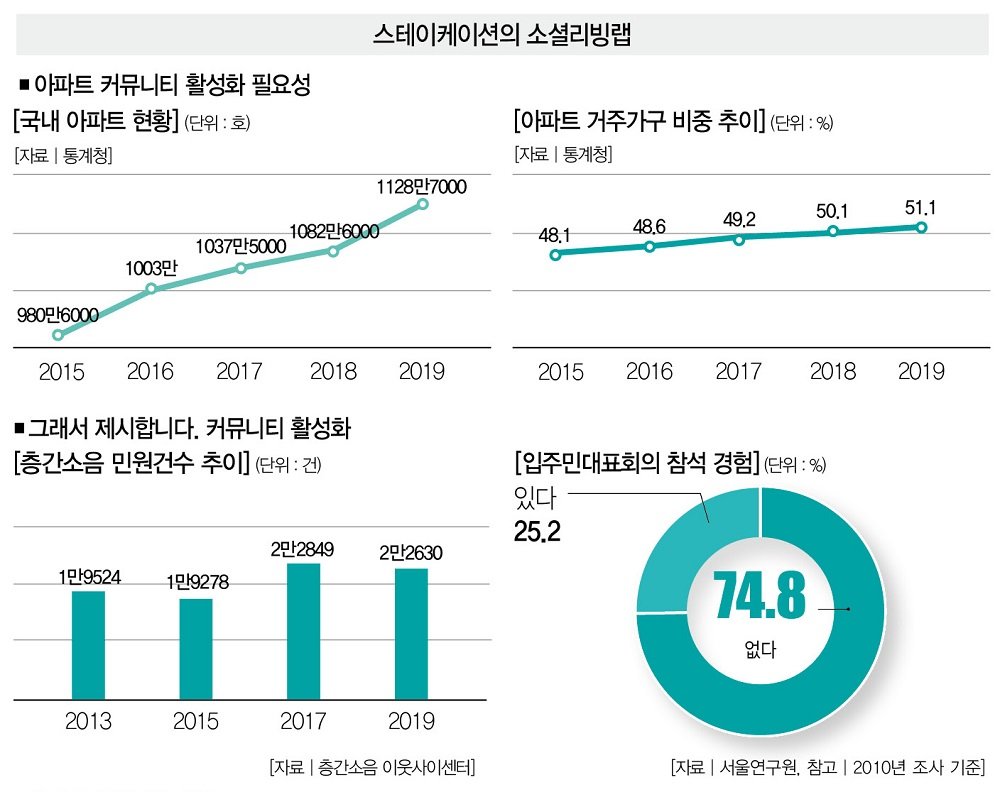 스테이케이션의 소셜리빙랩
■ 아파트 커뮤니티 활성화 필요성
[국내 아파트 현황] (단위 : 호)
[자료 | 통계청]
980만6000
1003만
1037만5000
1082만6000
1128만7000
2015 2016 2017 2018 2019
[아파트 거주가구 비중 추이] (단위 : %)
[자료 | 통계청]
48.1 48.6 49.2 50.1 51.1
2015 2016 2017 2018 2019
■ 그래서 제시합니다. 커뮤니티 활성화
[층간소음 민원건수 추이] (단위 : 건)
1만9524 1만9278 2만2849 2만2630
2013 2015 2017 2019
[자료 | 층간소음 이웃사이센터]
[입주민대표회의 참석 경험] (단위 : %)
있다
25.2
74.8
없다
[자료 | 서울연구원, 참고 | 2010년 조사 기준]